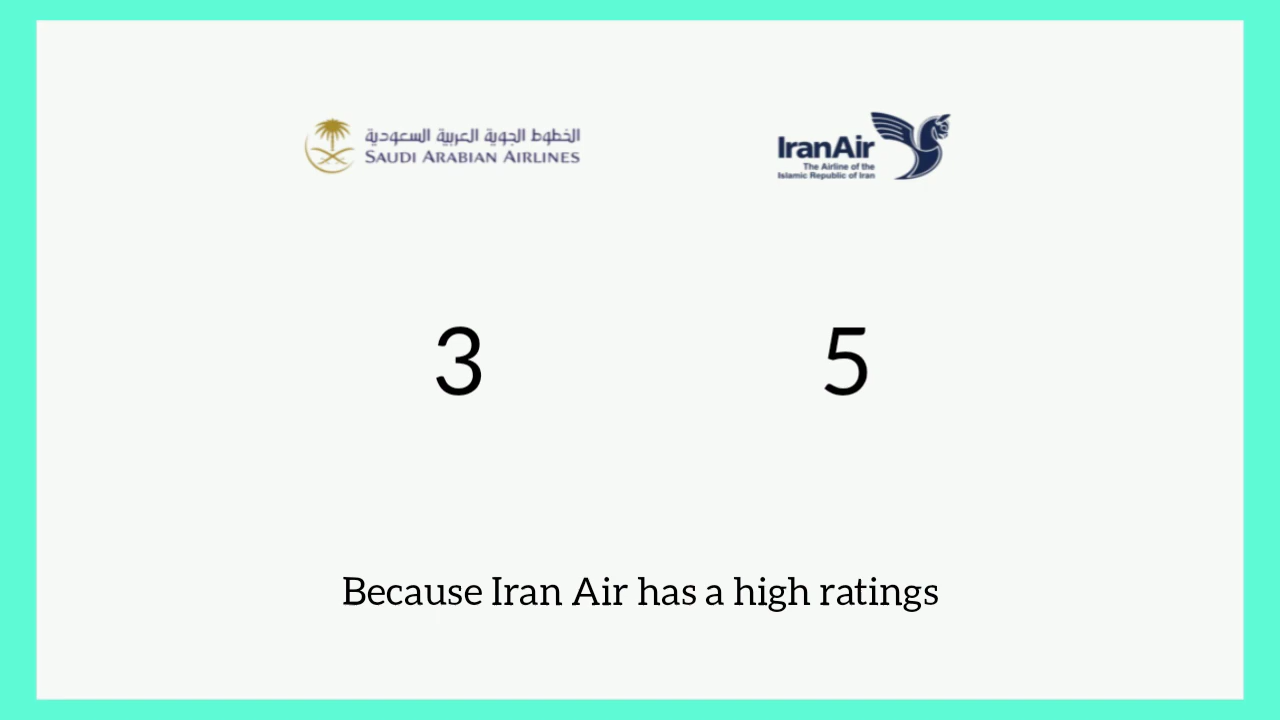 الخطوط الجوية العربية السعودية
SAUDI ARABIAN AIRLINES
IranAir
The Airline of the
Islamic Republic of Iran
3
5
Because Iran Air has a high ratings